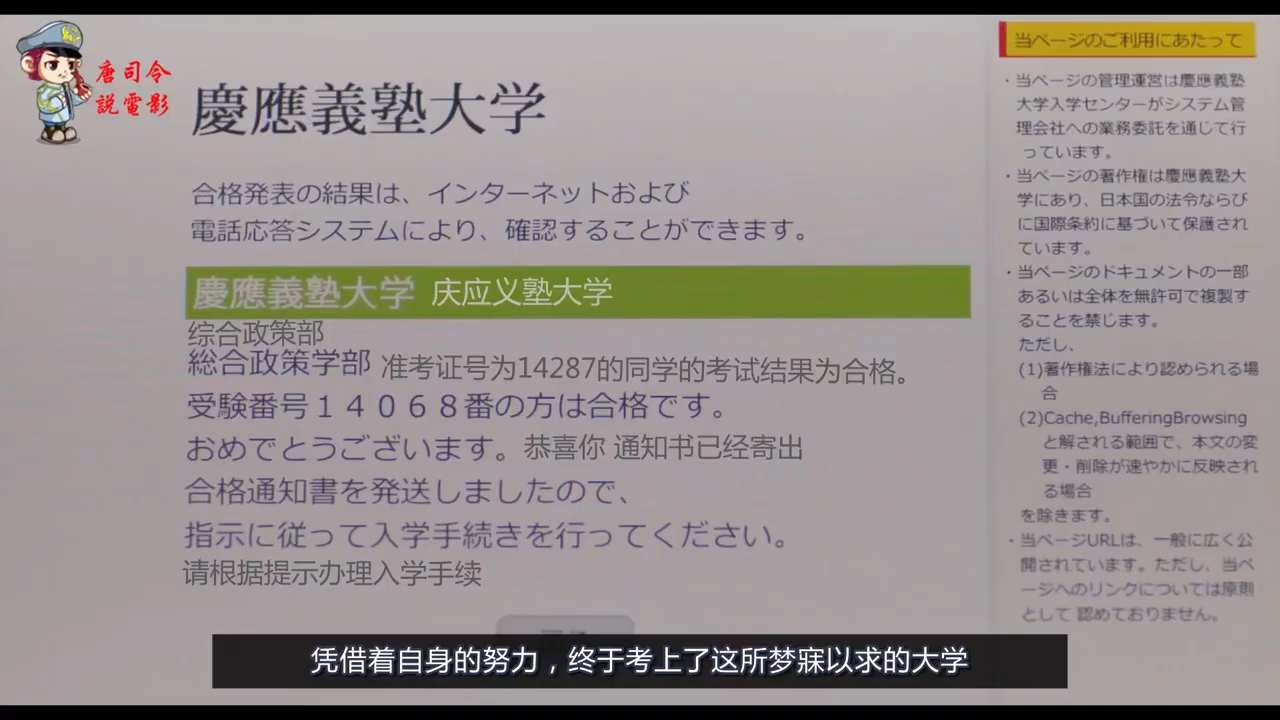 唐司令
説電影
慶應義塾大学
合格発表の結果は、インターネットおよび
電話応答システムにより、確認することができます。
慶應義塾大学 庆应义塾大学
综合政策部
総合政策学部 准考证号为14287的同学的考试结果为合格。
受験番号１４０６８番の方は合格です。
おめでとうございます。恭喜你 通知书已经寄出
合格通知書を発送しましたので、
指示に従って入学手続きを行ってください。
请根据提示办理入学手续
当ページのご利用にあたって
・当ページの管理運営は慶應義塾
大学入学センターがシステム管
理会社への業務委託を通じて行
っています。
・当ページの著作権は慶應義塾大
学にあり、日本国の法令ならび
に国際条約に基づいて保護され
ています。
・当ページのドキュメントの一部
あるいは全体を無許可で複製す
ることを禁じます。
ただし、
(1)著作権法により認められる場
合
(2)Cache,BufferingBrowsing
と解される範囲で、本文の変
更・削除が速やかに反映され
る場合
を除きます。
・当ページURLは、一般に広く公
開されています。ただし、当ペ
ージへのリンクについては原則
として 認めておりません。
凭借着自身的努力，终于考上了这所梦寐以求的大学